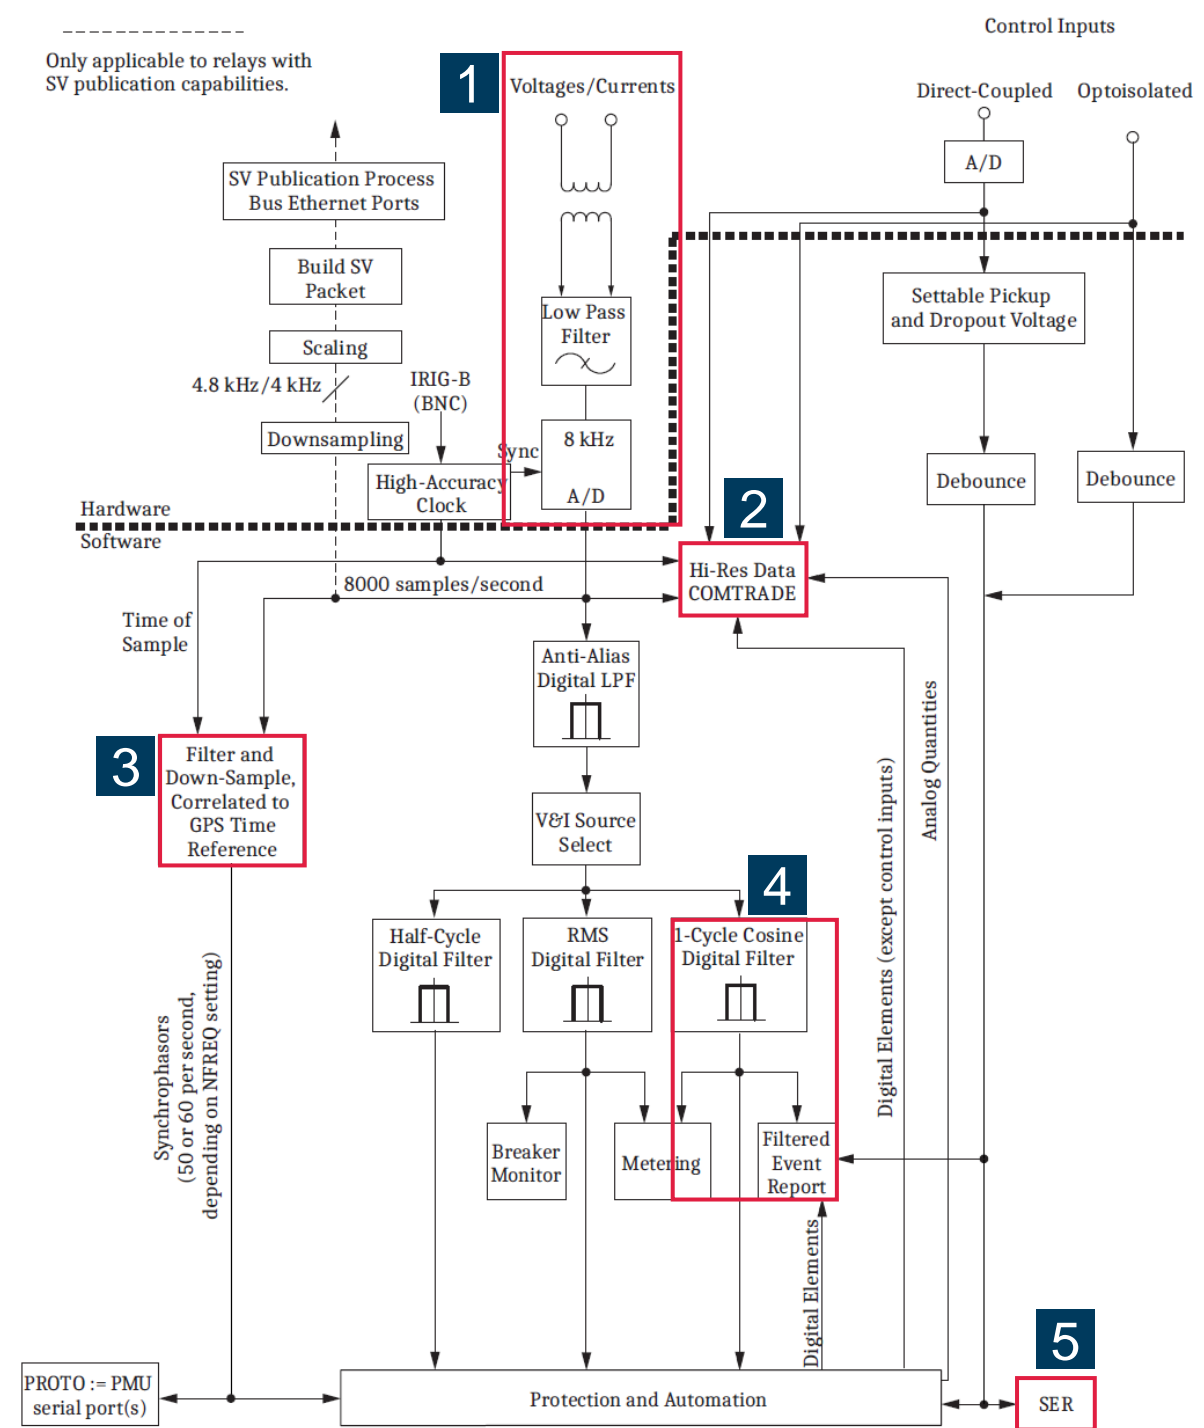 Only applicable to relays with
SV publication capabilities.
Control Inputs
1
Voltages/Currents
Direct-Coupled
Optoisolated
A/D
SV Publication Process
Bus Ethernet Ports
Build SV
Packet
Scaling
4.8 kHz/4 kHz
Downsampling
IRIG-B
(BNC)
Sync
High-Accuracy
Clock
Low Pass
Filter
8 kHz
A/D
Settable Pickup
and Dropout Voltage
Debounce
Debounce
Hardware
Software
2
Hi-Res Data
COMTRADE
8000 samples/second
Time of
Sample
Anti-Alias
Digital LPF
3
Filter and
Down-Sample,
Correlated to
GPS Time
Reference
V&I Source
Select
4
Half-Cycle
Digital Filter
RMS
Digital Filter
1-Cycle Cosine
Digital Filter
Digital Elements (except control inputs)
Analog Quantities
Synchrophasors
(50 or 60 per second,
depending on NFREQ setting)
Breaker
Monitor
Metering
Filtered
Event
Report
Digital Elements
5
PROTO := PMU
serial port(s)
Protection and Automation
SER